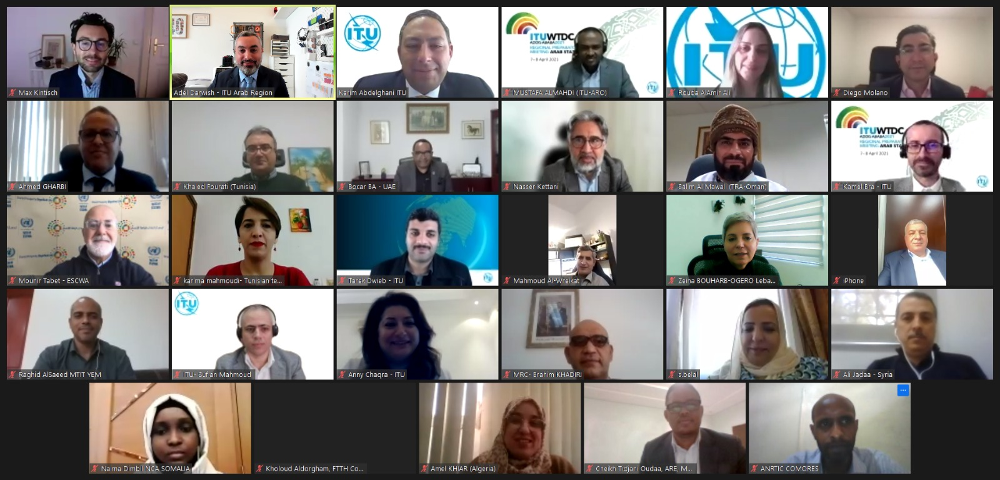 Max Kintisch
Adel Darwish - ITU Arab Region
ITU
Karim Abdelghani ITU
ITUWTDC
ADDIS-ABABA2021
REGIONAL PREPARATORY
MEETING ARAB STA
7-8 April 2021
MUSTAFA ALMAHDI (ITU-ARO)
ITU
Rouda AlAmir Ali
Diego Molano
Ahmed GHARBI
Khaled Fourati (Tunisia)
Bocar BA - UAE
Nasser Kettani
Salim Al Mawali (TRA-Oman)
ITUWTDC
ADDIS-ABABA2021
REGIONAL PREPARAT
MEETING ARAB STA
7-8 April 2021
Kamel Bra - ITU
Mounir Tabet - ESCWA
karima mahmoudi- Tunisian te...
Tarek Dwieb - ITU
Mahmoud Al-Wreikat
Zeina BOUHARB-OGERO Leba...
iPhone
Raghid AlSaeed MTIT YEM
ITU
ITU- Sufian Mahmoud
Anny Chaqra - ITU
MRC- Brahim KHADIRI
s.belal
Ali Jadaa - Syria
Naima Dimbil NCA SOMALIA
Kholoud Aldorgham, FTTH Co...
Amel KHIAR (Algeria)
Cheikh Tidjani Oudaa, ARE, M...
ANRTIC COMORES